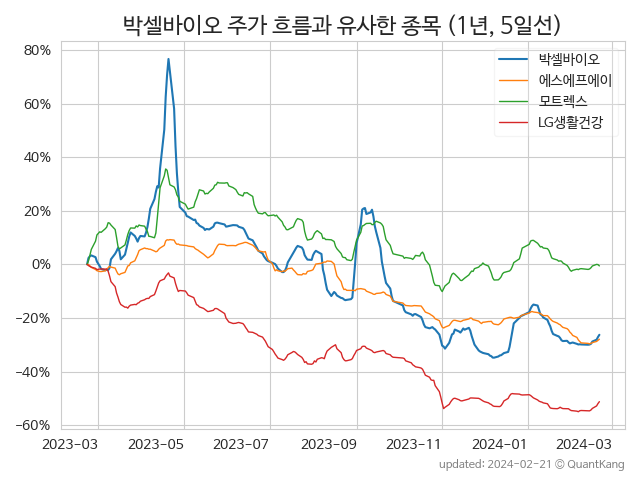 박셀바이오 주가 흐름과 유사한 종목 (1년, 5일선)
박셀바이오
에스에프에이
모트렉스
LG생활건강
80%
60%
40%
20%
0%
−20%
−40%
−60%
2023-03 2023-05 2023-07 2023-09 2023-11 2024-01 2024-03
updated: 2024-02-21 © QuantKang